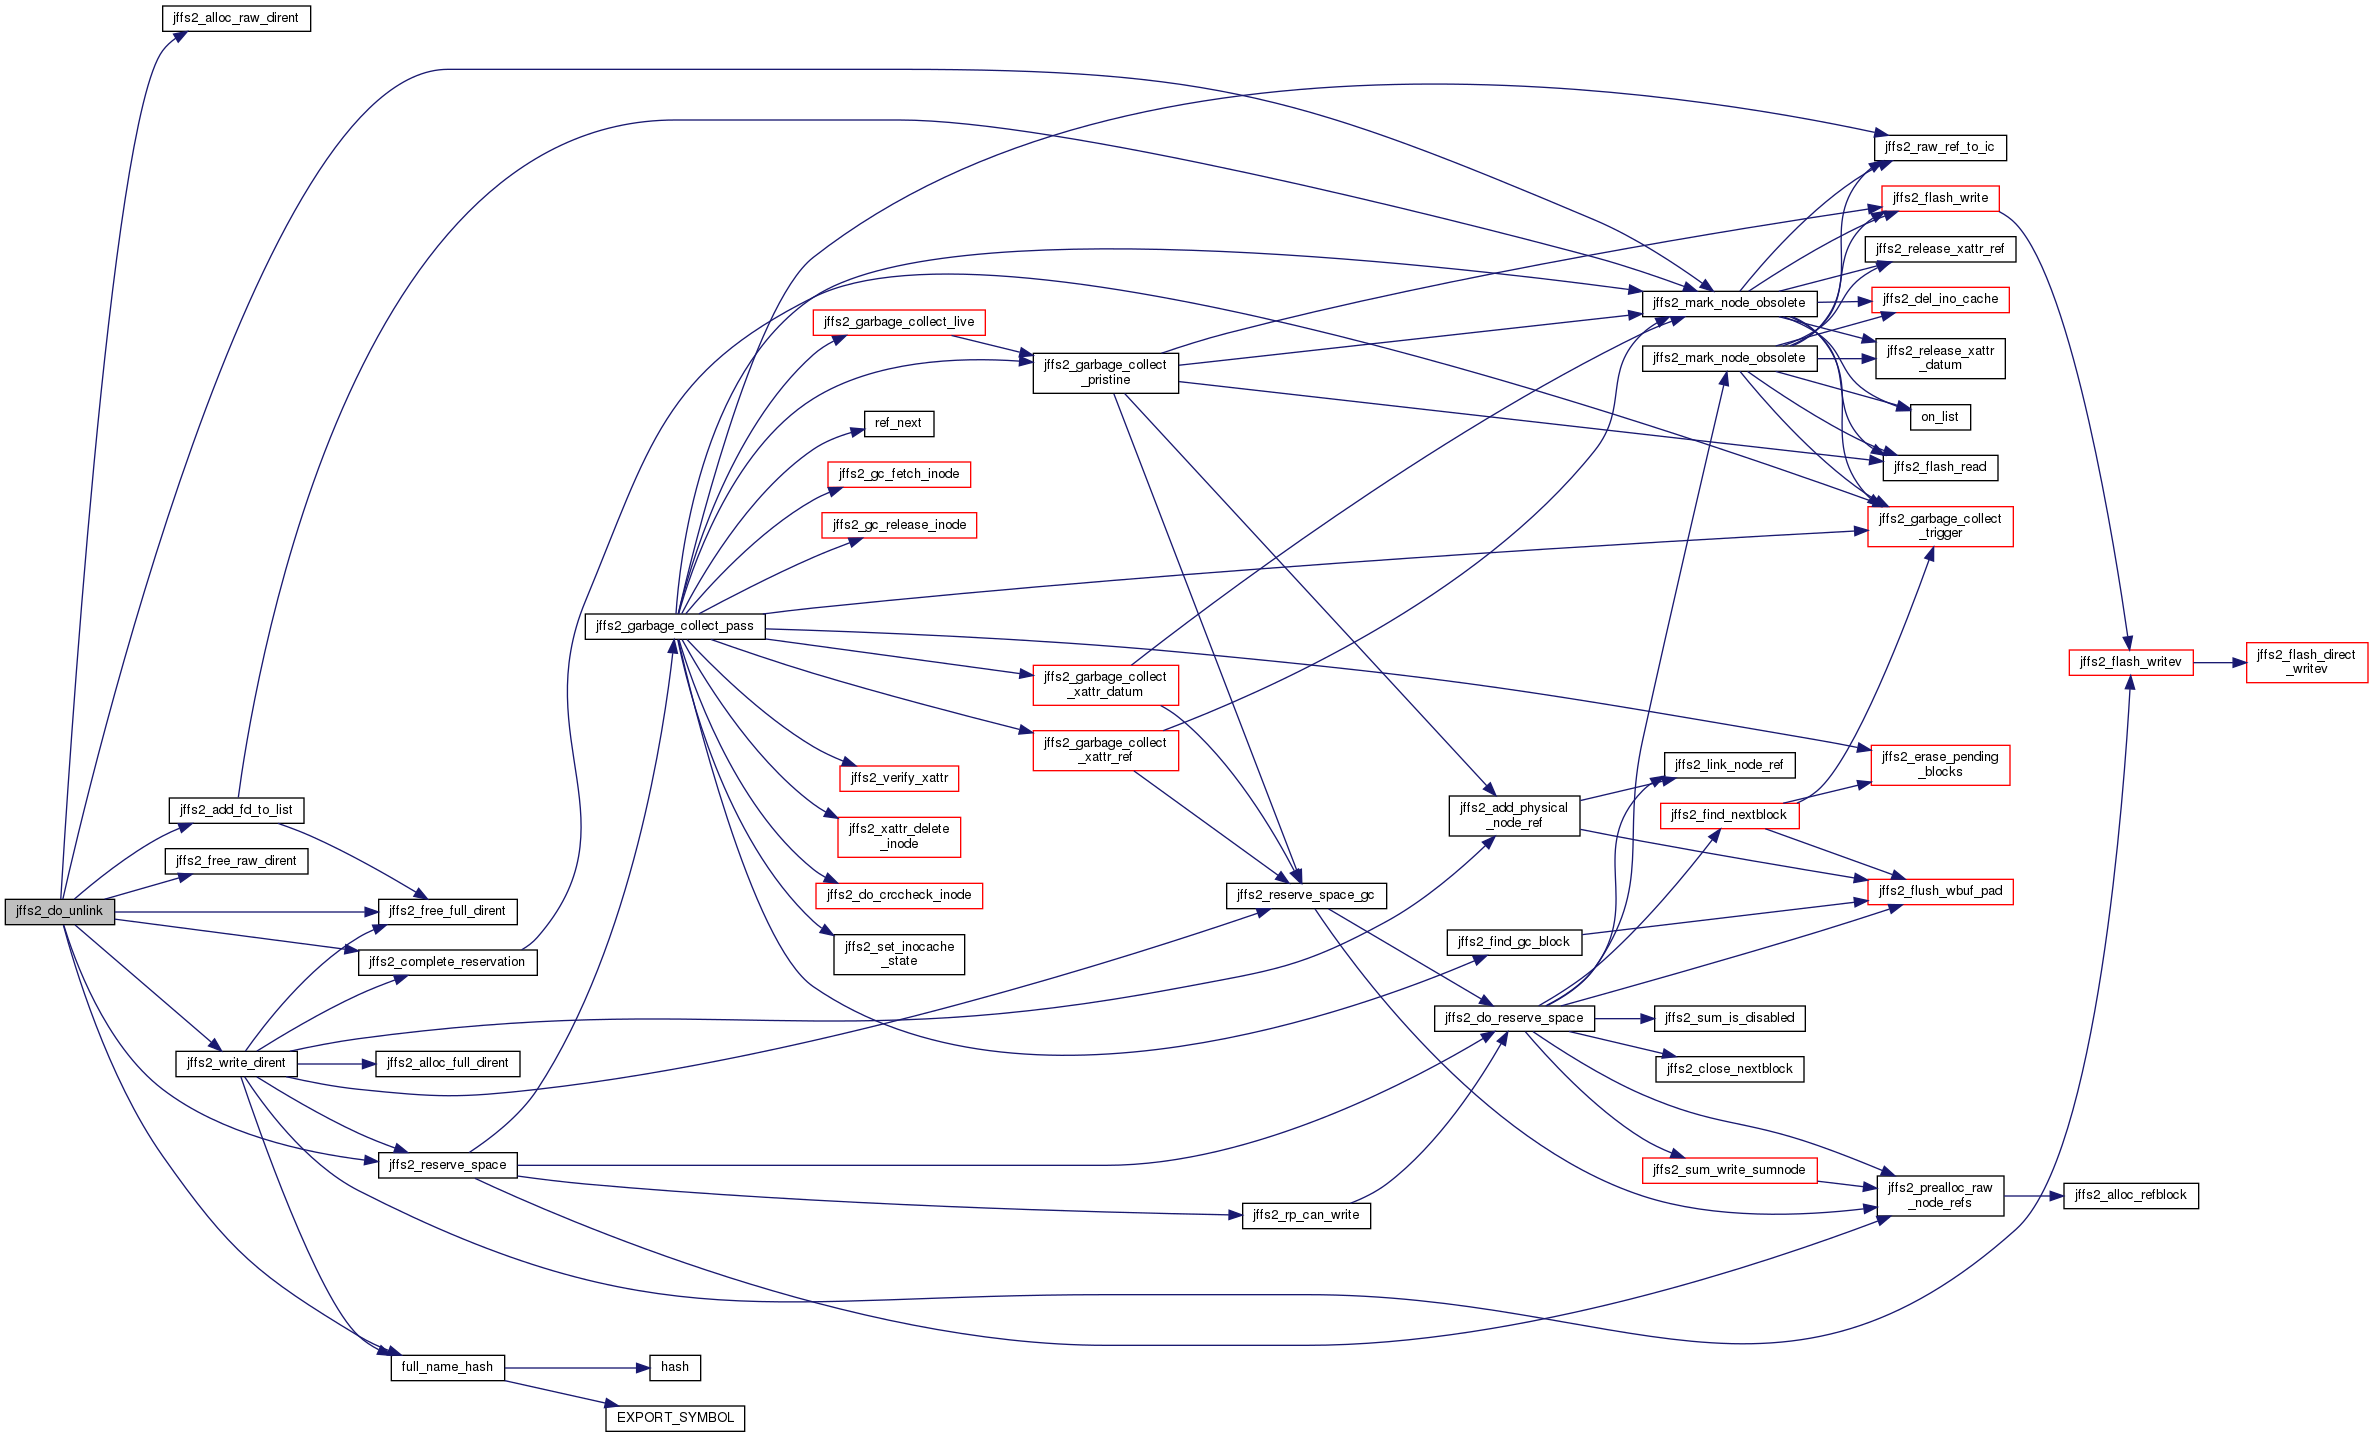 jffs2_alloc_raw_dirent
jffs2_add_fd_to_list
jffs2_free_raw_dirent
jffs2_do_unlink
jffs2_free_full_dirent
jffs2_complete_reservation
jffs2_write_dirent
jffs2_alloc_full_dirent
jffs2_reserve_space
full_name_hash
hash
EXPORT_SYMBOL
jffs2_garbage_collect_pass
jffs2_garbage_collect_live
ref_next
jffs2_gc_fetch_inode
jffs2_gc_release_inode
jffs2_verify_xattr
jffs2_xattr_delete
_inode
jffs2_do_crccheck_inode
jffs2_set_inocache
_state
jffs2_garbage_collect
_pristine
jffs2_garbage_collect
_xattr_datum
jffs2_garbage_collect
_xattr_ref
jffs2_reserve_space_gc
jffs2_rp_can_write
jffs2_add_physical
_node_ref
jffs2_find_gc_block
jffs2_do_reserve_space
jffs2_mark_node_obsolete
jffs2_mark_node_obsolete
jffs2_link_node_ref
jffs2_find_nextblock
jffs2_sum_is_disabled
jffs2_close_nextblock
jffs2_sum_write_sumnode
jffs2_raw_ref_to_ic
jffs2_flash_write
jffs2_release_xattr_ref
jffs2_del_ino_cache
jffs2_release_xattr
_datum
on_list
jffs2_flash_read
jffs2_garbage_collect
_trigger
jffs2_erase_pending
_blocks
jffs2_flush_wbuf_pad
jffs2_prealloc_raw
_node_refs
jffs2_flash_writev
jffs2_alloc_refblock
jffs2_flash_direct
_writev